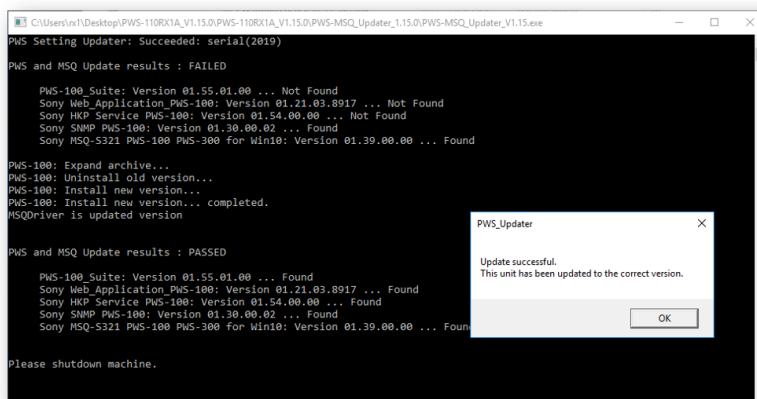 C:\Users\rx1\Desktop\PWS-110RX1A_V1.15.0\PWS-110RX1A_V1.15.0\PWS-MSQ_Updater_1.15.0\PWS-MSQ_Updater_V1.15.exe
PWS Setting Updater: Succeeded: serial(2019)
PWS and MSQ Update results : FAILED
PWS-100_Suite: Version 01.55.01.00 ... Not Found
Sony Web_Application_PWS-100: Version 01.21.03.8917 ... Not Found
Sony HKP Service PWS-100: Version 01.54.00.00 ... Not Found
Sony SNMP PWS-100: Version 01.30.00.02 ... Found
Sony MSQ-S321 PWS-100 PWS-300 for Win10: Version 01.39.00.00 ... Found
PWS-100: Expand archive...
PWS-100: Uninstall old version...
PWS-100: Install new version...
PWS-100: Install new version... completed.
MSQDriver is updated version
PWS and MSQ Update results : PASSED
PWS-100_Suite: Version 01.55.01.00 ... Found
Sony Web_Application_PWS-100: Version 01.21.03.8917 ... Found
Sony HKP Service PWS-100: Version 01.54.00.00 ... Found
Sony SNMP PWS-100: Version 01.30.00.02 ... Found
Sony MSQ-S321 PWS-100 PWS-300 for Win10: Version 01.39.00.00 ... Foun
Please shutdown machine.
PWS_Updater
Update successful.
This unit has been updated to the correct version.
OK